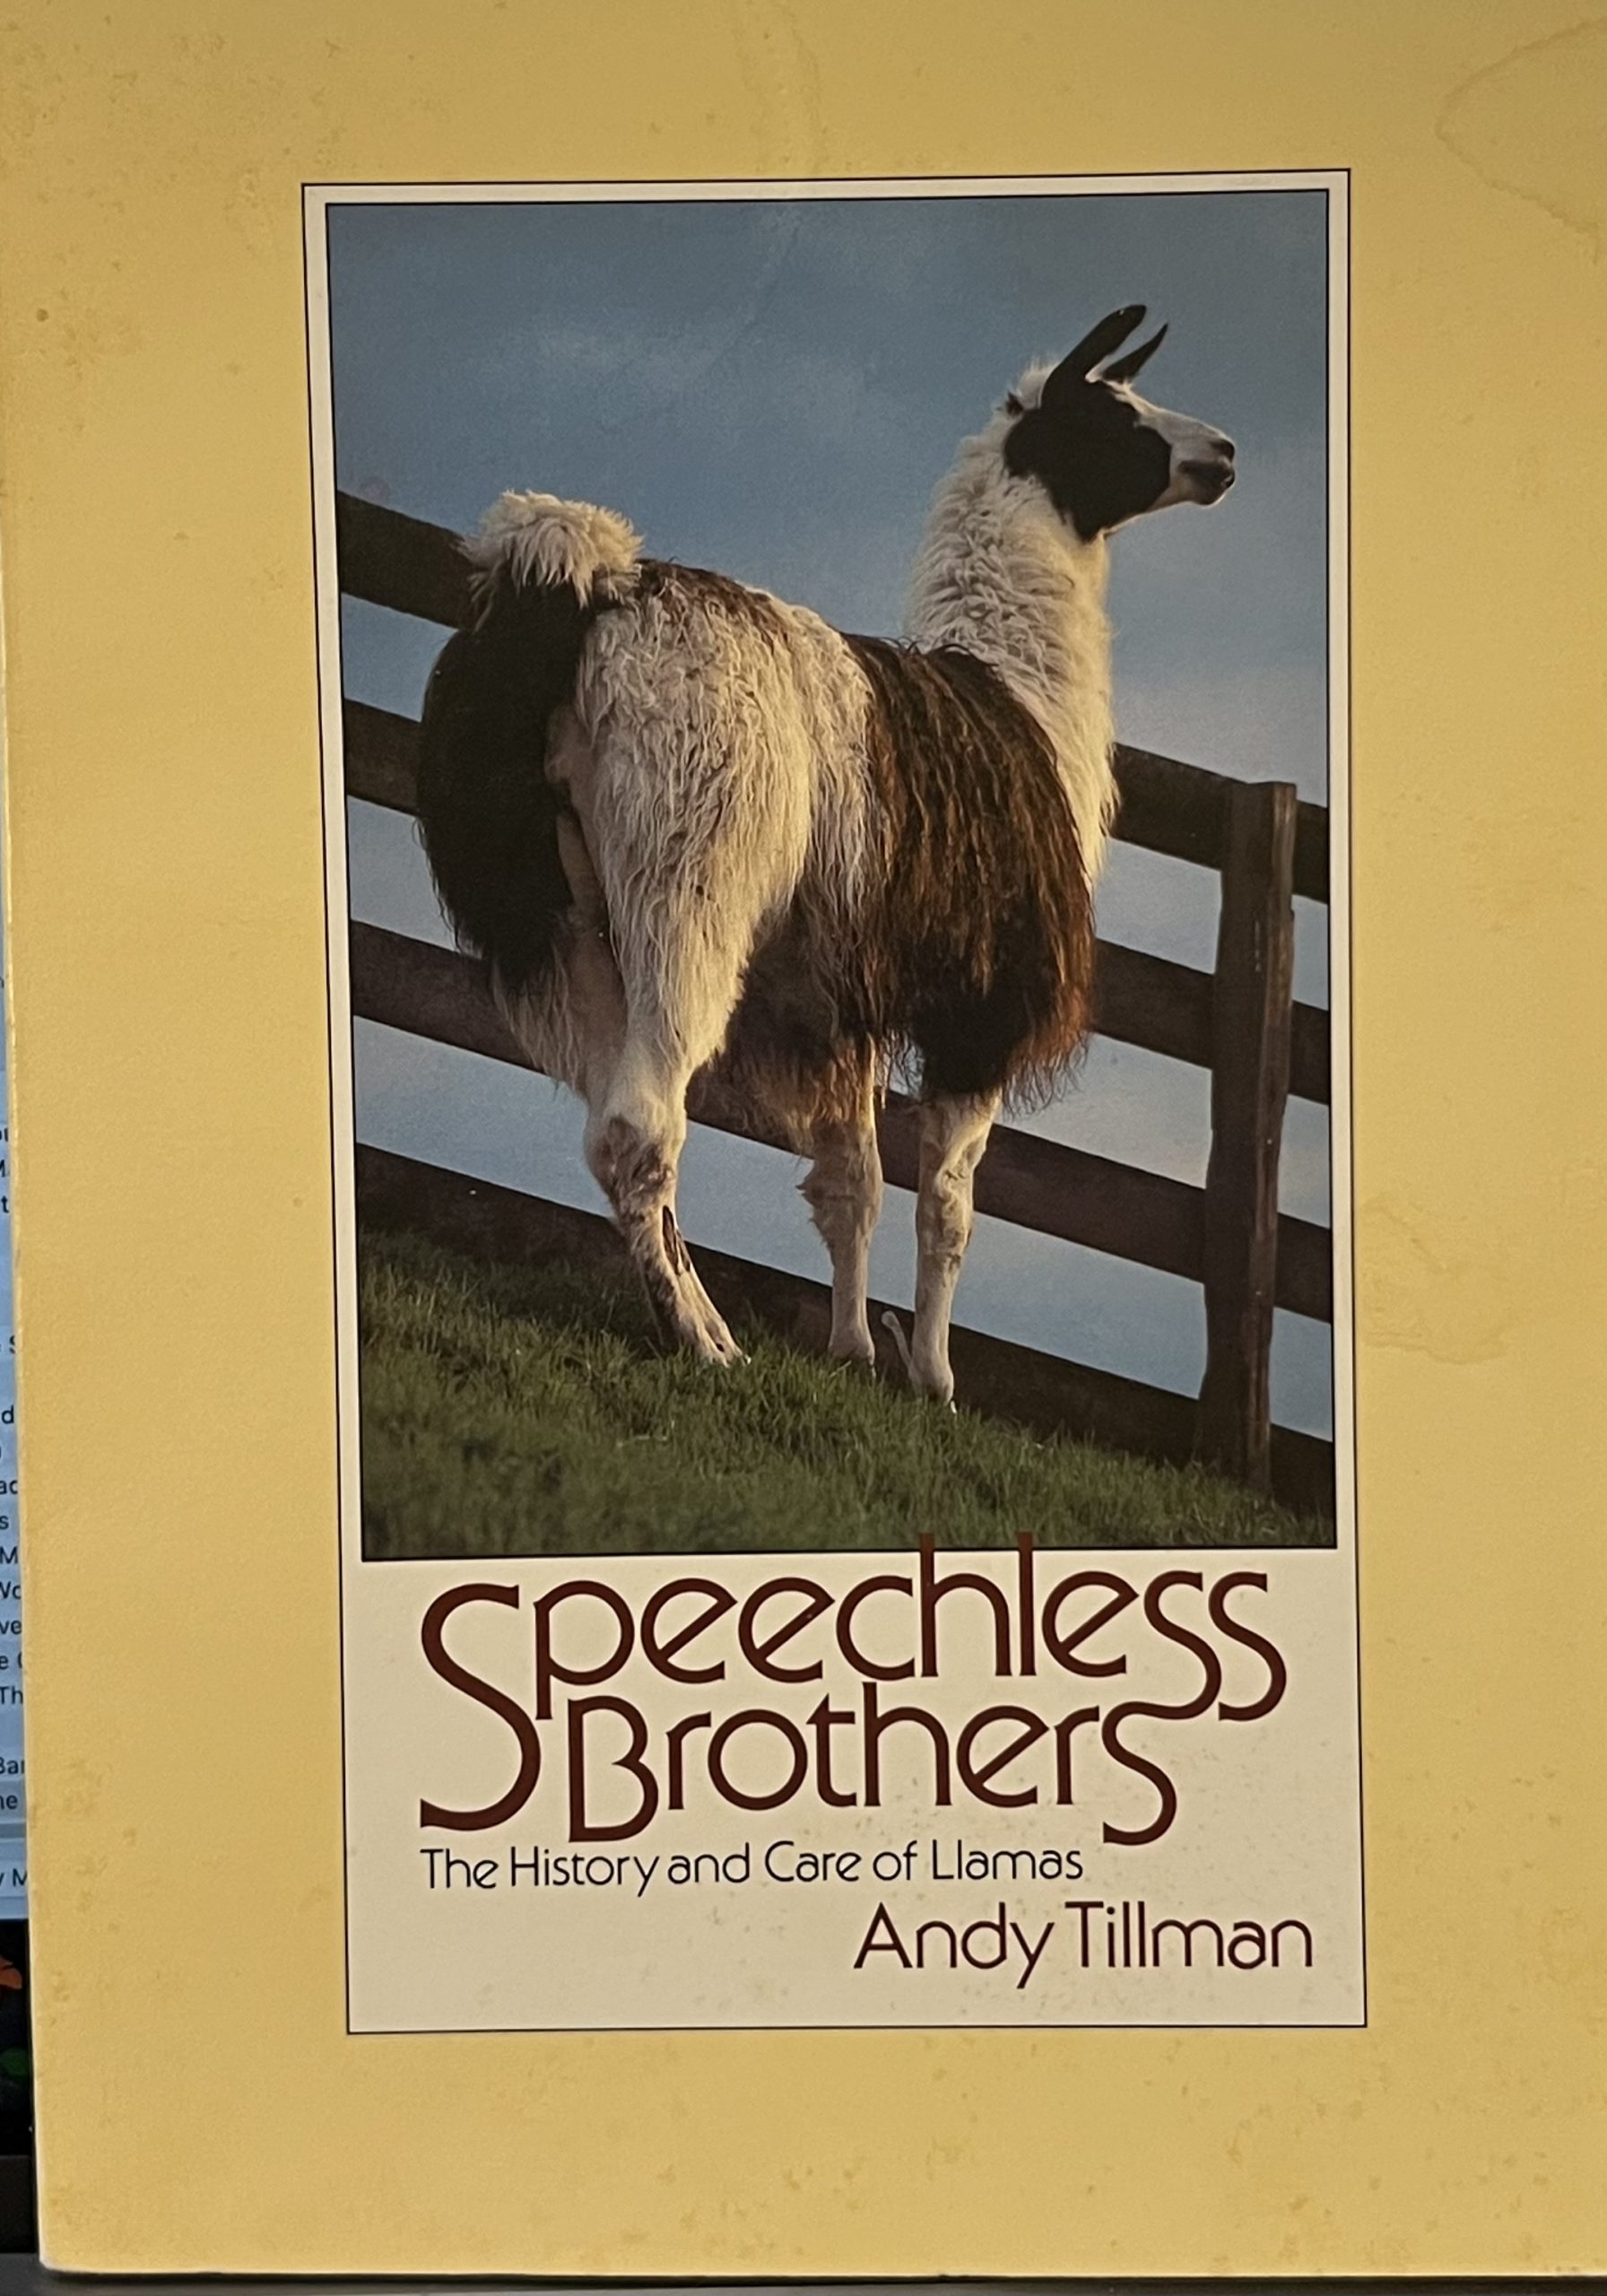 Speechless
Brothers
The History and Care of Llamas
Andy Tillman